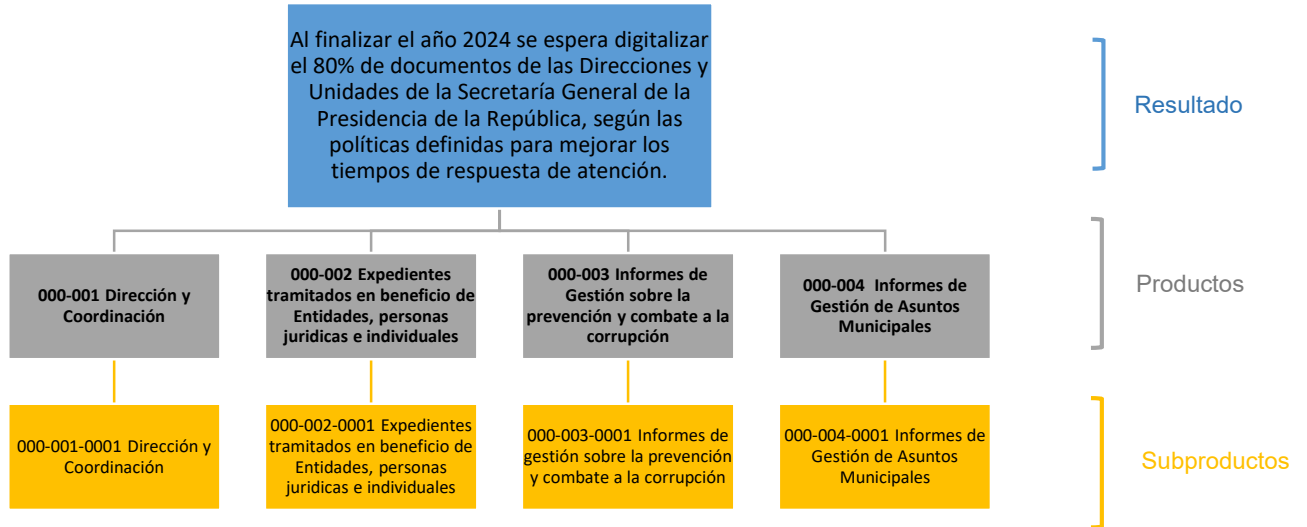 Al finalizar el año 2024 se espera digitalizar
el 80% de documentos de las Direcciones y
Unidades de la Secretaría General de la
Presidencia de la República, según las
políticas definidas para mejorar los
tiempos de respuesta de atención.
Resultado
000-001 Dirección y
Coordinación
000-002 Expedientes
tramitados en beneficio de
Entidades, personas
juridicas e individuales
000-003 Informes de
Gestión sobre la
prevención y combate a la
corrupción
000-004  Informes de
Gestión de Asuntos
Municipales
Productos
000-001-0001 Dirección y
Coordinación
000-002-0001 Expedientes
tramitados en beneficio de
Entidades, personas
juridicas e individuales
000-003-0001 Informes de
gestión sobre la prevención
y combate a la corrupción
000-004-0001 Informes de
Gestión de Asuntos
Municipales
Subproductos